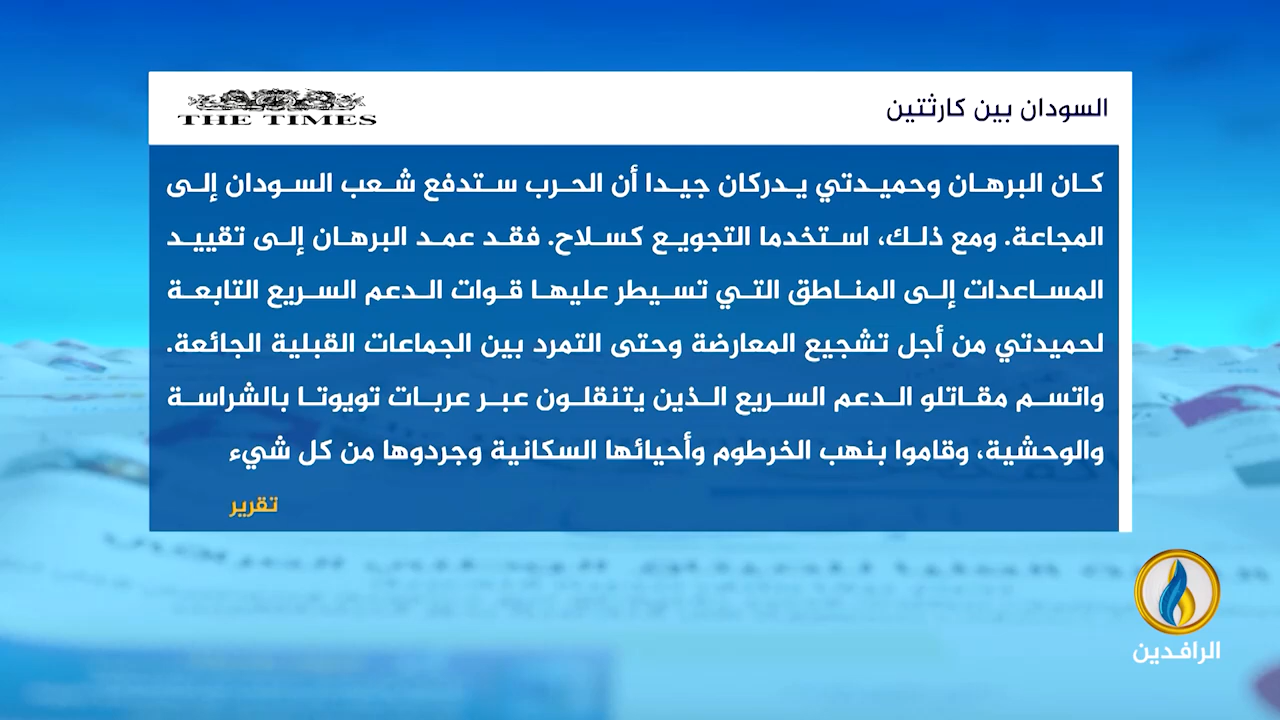 THE TIMES
السودان بين كارثتين
كان البرهان وحميدتي يدركان جيدا أن الحرب ستدفع شعب السودان إلى
المجاعة. ومع ذلك، استخدما التجويع كسلاح. فقد عمد البرهان إلى تقييد
المساعدات إلى المناطق التي تسيطر عليها قوات الدعم السريع التابعة
لحميدتي من أجل تشجيع المعارضة وحتى التمرد بين الجماعات القبلية الجائعة.
واتسم مقاتلو الدعم السريع الذين يتنقلون عبر عربات تويوتا بالشراسة
والوحشية، وقاموا بنهب الخرطوم وأحيائها السكانية وجردوها من كل شيء
تقرير
الرافدين